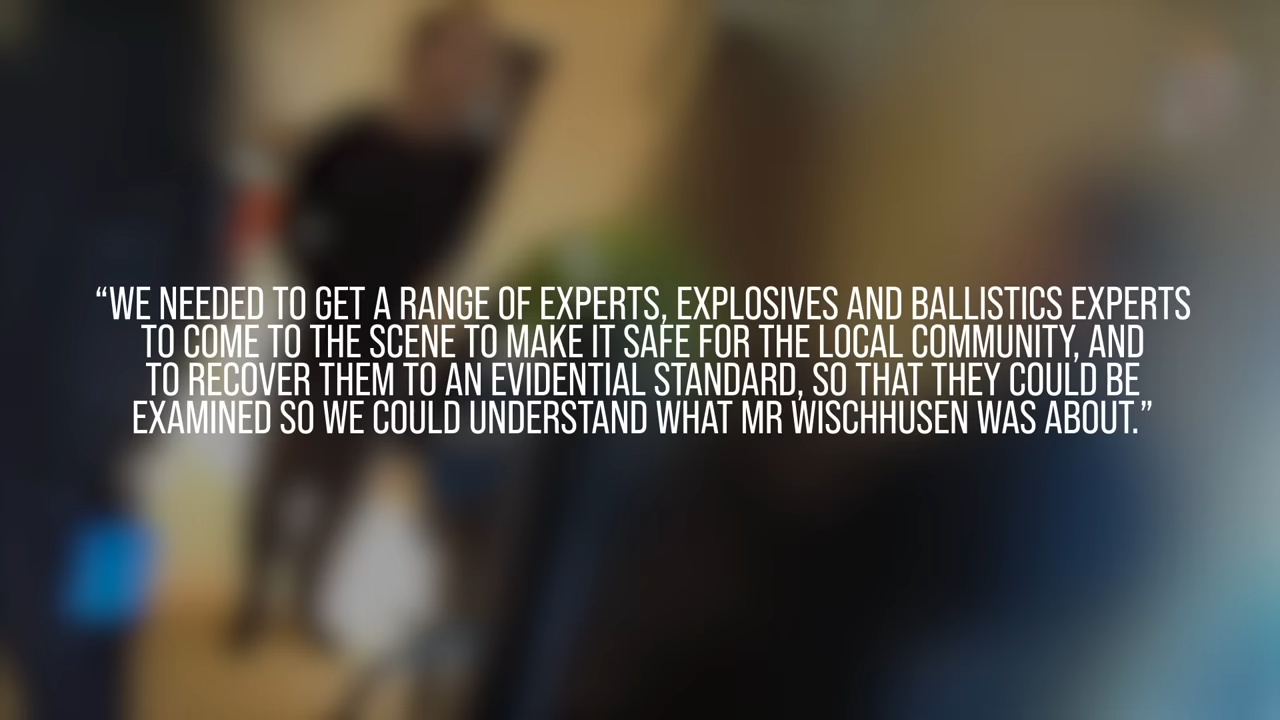 “WE NEEDED TO GET A RANGE OF EXPERTS, EXPLOSIVES AND BALLISTICS EXPERTS
TO COME TO THE SCENE TO MAKE IT SAFE FOR THE LOCAL COMMUNITY, AND
TO RECOVER THEM TO AN EVIDENTIAL STANDARD, SO THAT THEY COULD BE
EXAMINED SO WE COULD UNDERSTAND WHAT MR WISCHHUSEN WAS ABOUT.”